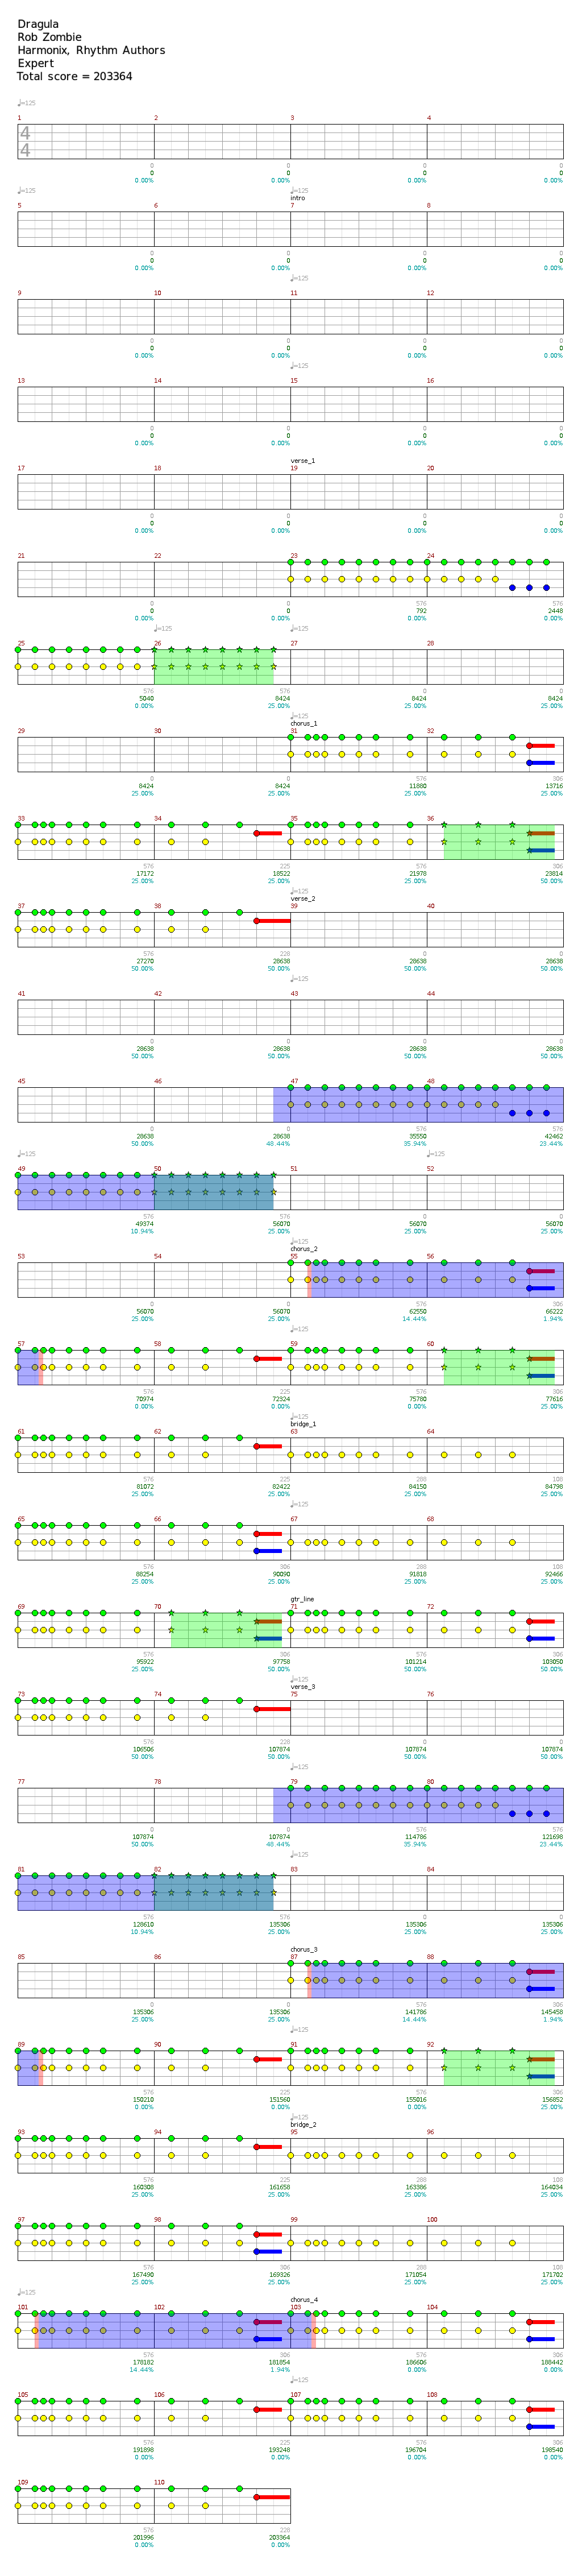 Dragula
Rob Zombie
Harmonix, Rhythm Authors
Expert
Total score = 203364
♩=125
1 2 3 4
4
4
0 0 0 0
0 0 0 0
0.00% 0.00% 0.00% 0.00%
♩=125 ♩=125
intro
5 6 7 8
0 0 0 0
0 0 0 0
0.00% 0.00% 0.00% 0.00%
♩=125
9 10 11 12
0 0 0 0
0 0 0 0
0.00% 0.00% 0.00% 0.00%
♩=125
13 14 15 16
0 0 0 0
0 0 0 0
0.00% 0.00% 0.00% 0.00%
verse_1
17 18 19 20
0 0 0 0
0 0 0 0
0.00% 0.00% 0.00% 0.00%
21 22 23 24
0 0 576 576
0 0 792 2448
0.00% 0.00% 0.00% 0.00%
♩=125 ♩=125
25 26 27 28
576 576 0 0
5040 8424 8424 8424
0.00% 25.00% 25.00% 25.00%
♩=125
chorus_1
29 30 31 32
0 0 576 306
8424 8424 11880 13716
25.00% 25.00% 25.00% 25.00%
33 34 35 36
576 225 576 306
17172 18522 21978 23814
25.00% 25.00% 25.00% 50.00%
♩=125
verse_2
37 38 39 40
576 228 0 0
27270 28638 28638 28638
50.00% 50.00% 50.00% 50.00%
♩=125
41 42 43 44
0 0 0 0
28638 28638 28638 28638
50.00% 50.00% 50.00% 50.00%
45 46 47 48
0 0 576 576
28638 28638 35550 42462
50.00% 48.44% 35.94% 23.44%
♩=125 ♩=125
49 50 51 52
576 576 0 0
49374 56070 56070 56070
10.94% 25.00% 25.00% 25.00%
♩=125
chorus_2
53 54 55 56
0 0 576 306
56070 56070 62550 66222
25.00% 25.00% 14.44% 1.94%
♩=125
57 58 59 60
576 225 576 306
70974 72324 75780 77616
0.00% 0.00% 0.00% 25.00%
♩=125
bridge_1
61 62 63 64
576 225 288 108
81072 82422 84150 84798
25.00% 25.00% 25.00% 25.00%
♩=125
65 66 67 68
576 306 288 108
88254 90090 91818 92466
25.00% 25.00% 25.00% 25.00%
gtr_line
69 70 71 72
576 306 576 306
95922 97758 101214 103050
25.00% 50.00% 50.00% 50.00%
♩=125
verse_3
73 74 75 76
576 228 0 0
106506 107874 107874 107874
50.00% 50.00% 50.00% 50.00%
♩=125
77 78 79 80
0 0 576 576
107874 107874 114786 121698
50.00% 48.44% 35.94% 23.44%
♩=125
81 82 83 84
576 576 0 0
128610 135306 135306 135306
10.94% 25.00% 25.00% 25.00%
chorus_3
85 86 87 88
0 0 576 306
135306 135306 141786 145458
25.00% 25.00% 14.44% 1.94%
♩=125
89 90 91 92
576 225 576 306
150210 151560 155016 156852
0.00% 0.00% 0.00% 25.00%
♩=125
bridge_2
93 94 95 96
576 225 288 108
160308 161658 163386 164034
25.00% 25.00% 25.00% 25.00%
97 98 99 100
576 306 288 108
167490 169326 171054 171702
25.00% 25.00% 25.00% 25.00%
♩=125
chorus_4
101 102 103 104
576 306 576 306
178182 181854 186606 188442
14.44% 1.94% 0.00% 0.00%
♩=125
105 106 107 108
576 225 576 306
191898 193248 196704 198540
0.00% 0.00% 0.00% 0.00%
109 110
576 228
201996 203364
0.00% 0.00%